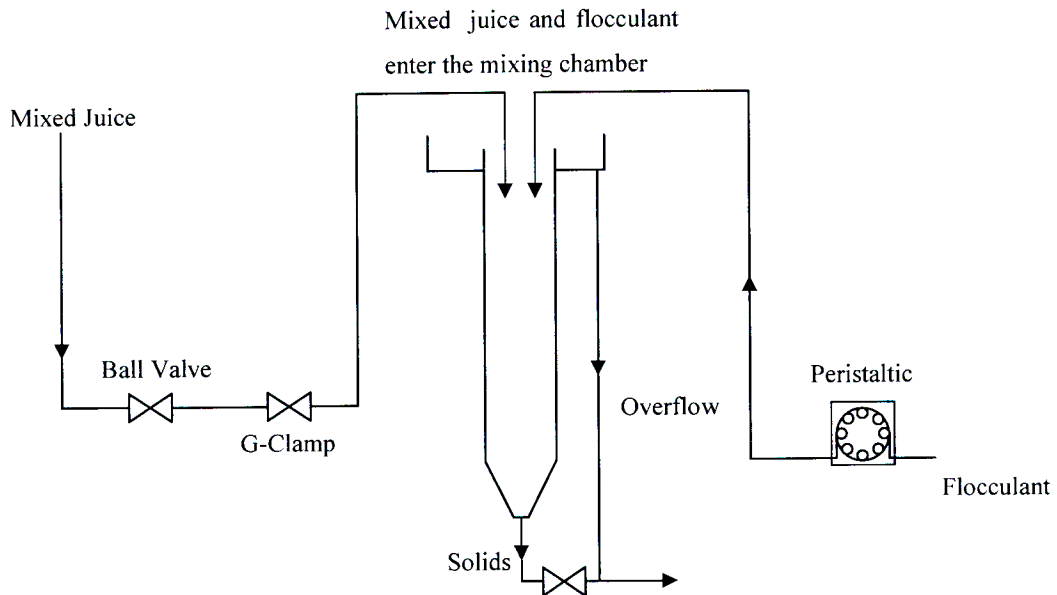 Mixed juice and flocculant
enter the mixing chamber
Mixed Juice
Ball Valve
G-Clamp
Peristaltic
Overflow
Flocculant
Solids